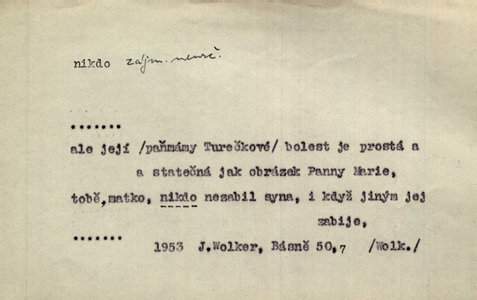 nikdo zájm. neurč.
.......
ale její /paňmámy Turečkové/ bolest je prostá a
a statečná jak obrázek Panny Marie,
tobě,matko, nikdo nezabil syna, i když jiným jej
zabije,
.......
1953 J.Wolker, Básně 50,7 /Wolk./